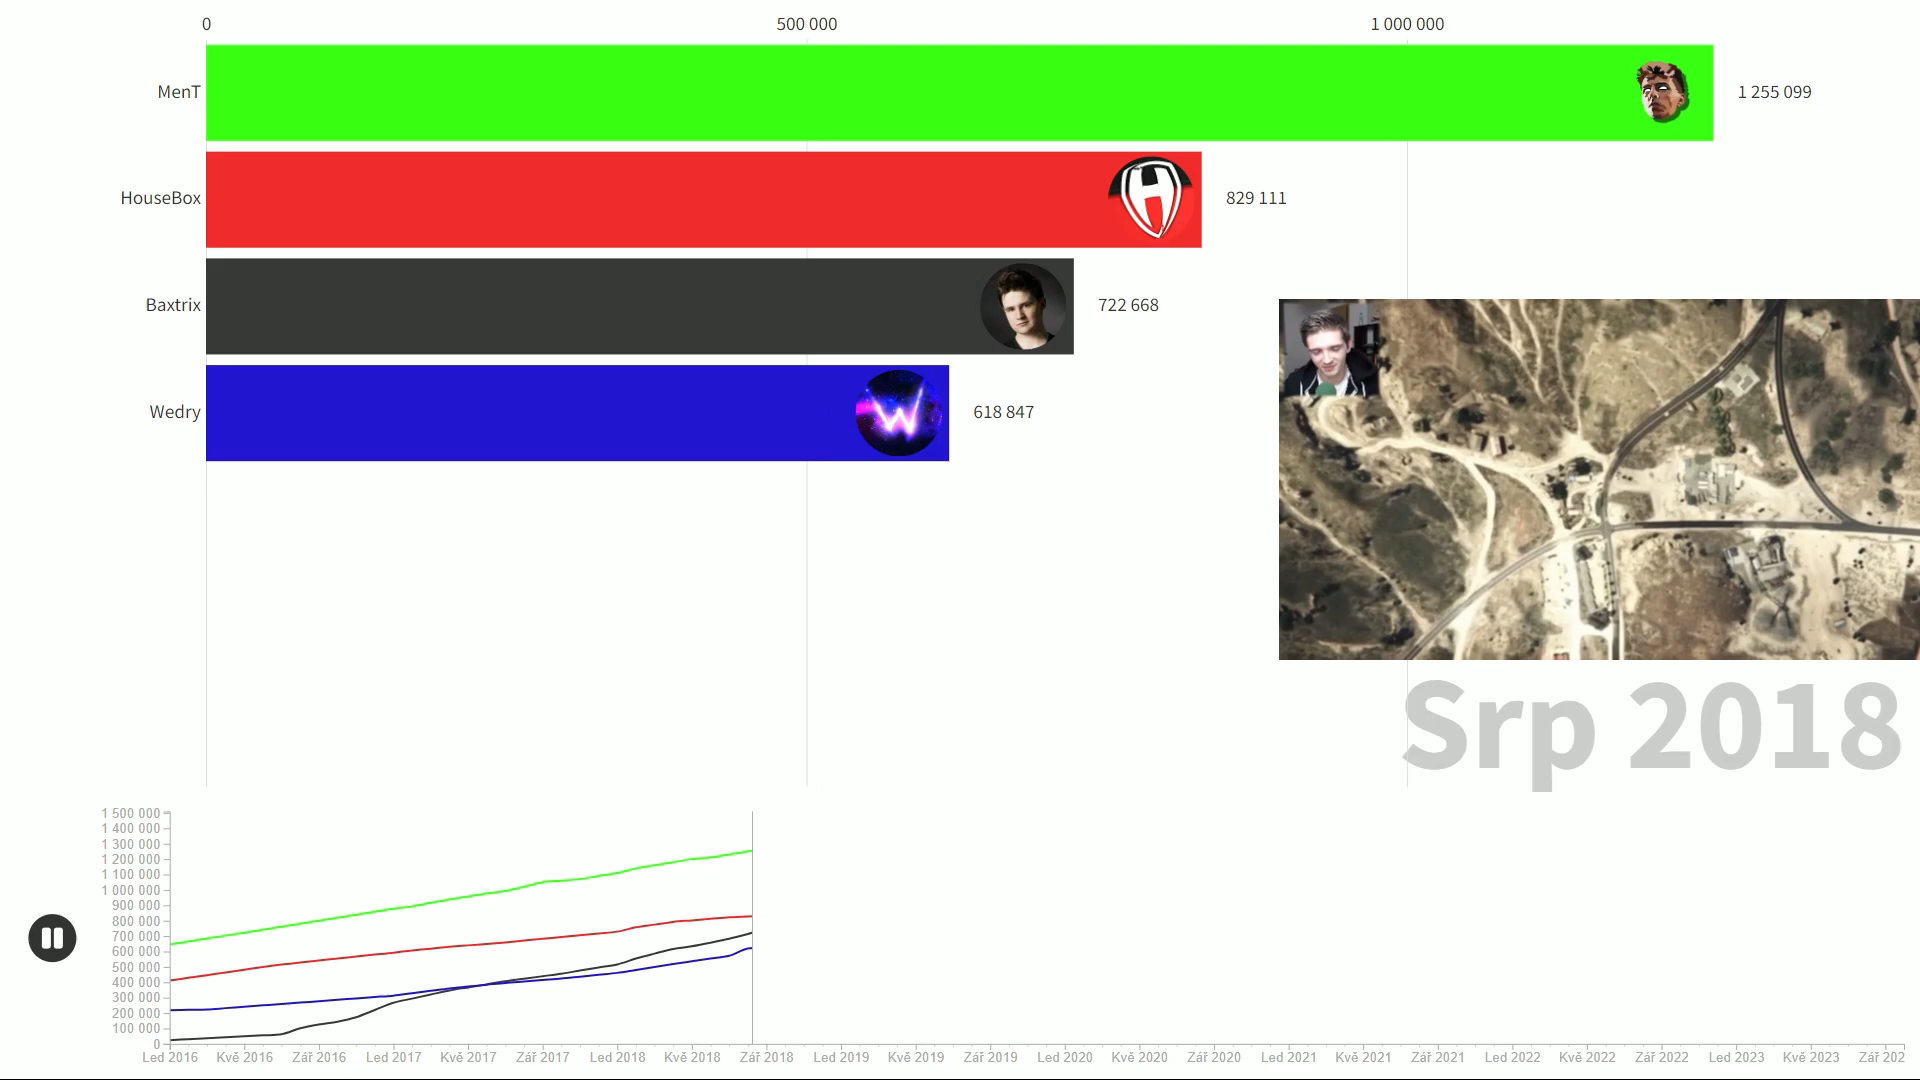 0 500 000 1 000 000
MenT 1 255 099
HouseBox H 829 111
Baxtrix 722 668
Wedry W 618 847
Srp 2018
1 500 000
1 400 000
1 300 000
1 200 000
1 100 000
1 000 000
900 000
800 000
700 000
600 000
500 000
400 000
300 000
200 000
100 000
0
Led 2016 Kvě 2016 Zář 2016 Led 2017 Kvě 2017 Zář 2017 Led 2018 Kvě 2018 Zář 2018 Led 2019 Kvě 2019 Zář 2019 Led 2020 Kvě 2020 Zář 2020 Led 2021 Kvě 2021 Zář 2021 Led 2022 Kvě 2022 Zář 2022 Led 2023 Kvě 2023 Zář 202